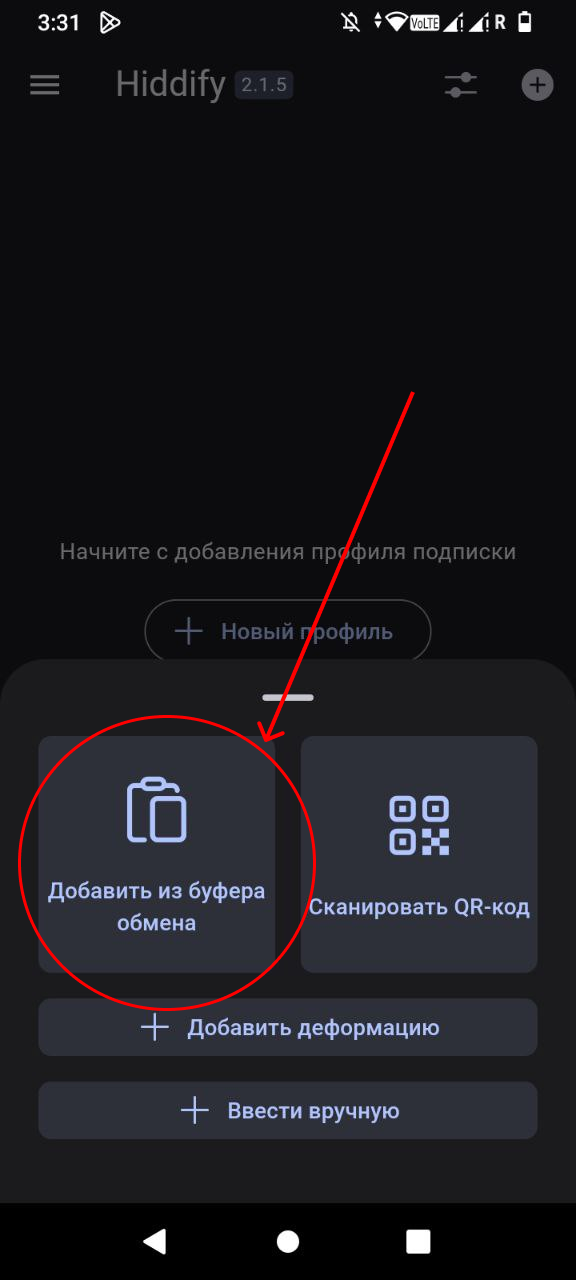 3:31 VoLTE R
Hiddify 2.1.5
Начните с добавления профиля подписки
Новый профиль
Добавить из буфера
обмена
Сканировать QR-код
Добавить деформацию
Ввести вручную